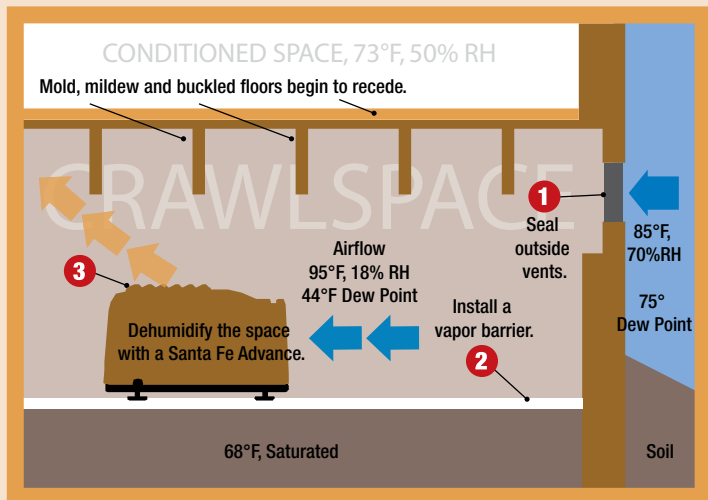 CONDITIONED SPACE, 73°F, 50% RH
Mold, mildew and buckled floors begin to recede.
CRAWLSPACE
1
Seal
outside
vents.
85°F,
70%RH
75°
Dew Point
3
Airflow
95°F, 18% RH
44°F Dew Point
Install a
vapor barrier.
2
Dehumidify the space
with a Santa Fe Advance.
68°F, Saturated
Soil